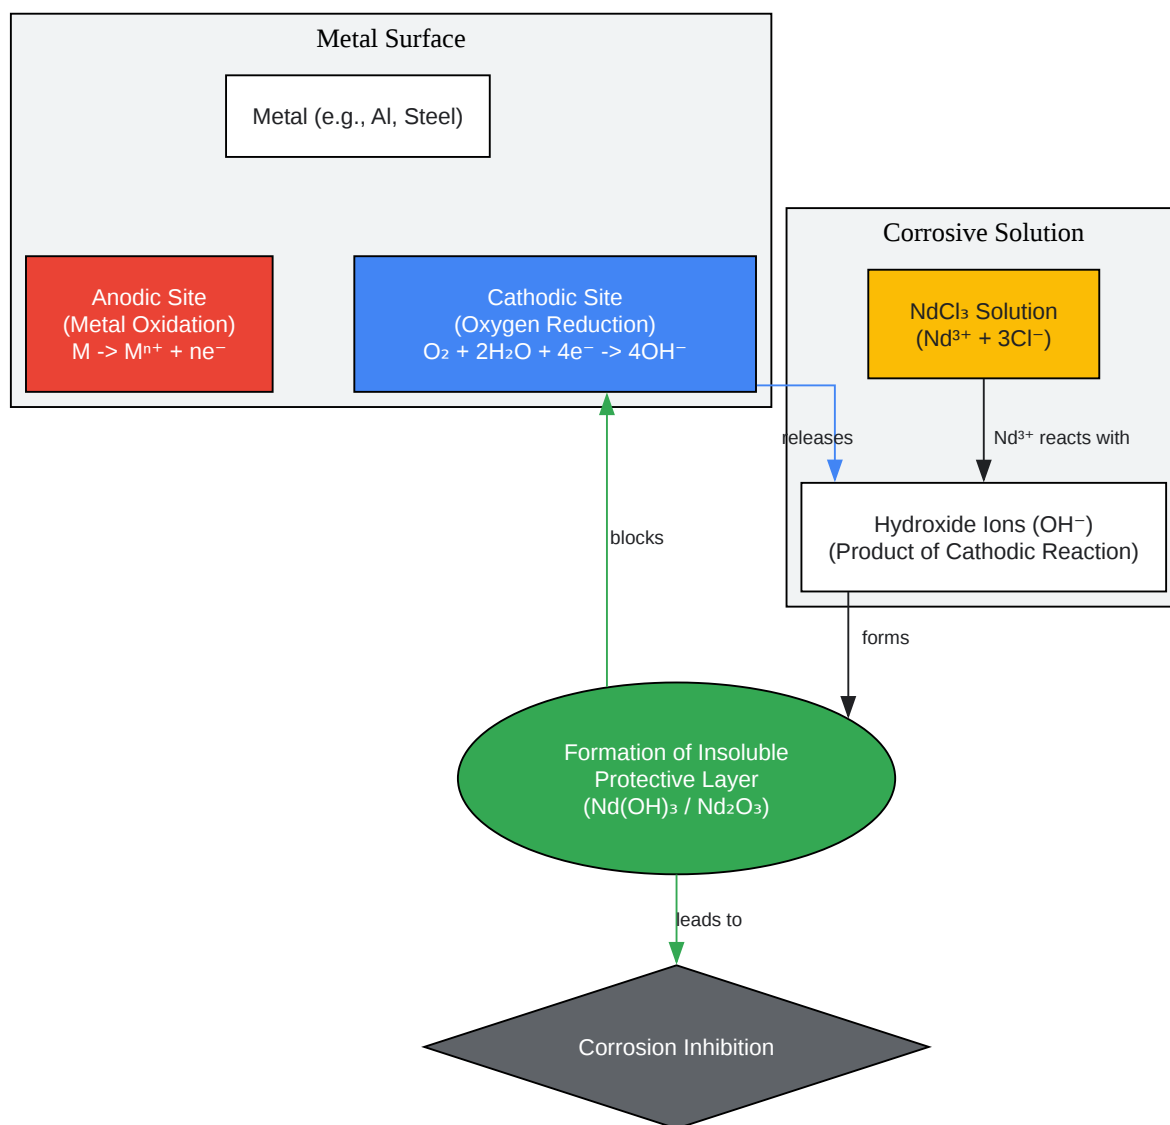 Metal Surface
Metal (e.g., Al, Steel)
Anodic Site
(Metal Oxidation)
M -> Mⁿ⁺ + ne⁻
Cathodic Site
(Oxygen Reduction)
O₂ + 2H₂O + 4e⁻ -> 4OH⁻
Corrosive Solution
NdCl₃ Solution
(Nd³⁺ + 3Cl⁻)
releases
Nd³⁺ reacts with
Hydroxide Ions (OH⁻)
(Product of Cathodic Reaction)
blocks
forms
Formation of Insoluble
Protective Layer
(Nd(OH)₃ / Nd₂O₃)
leads to
Corrosion Inhibition